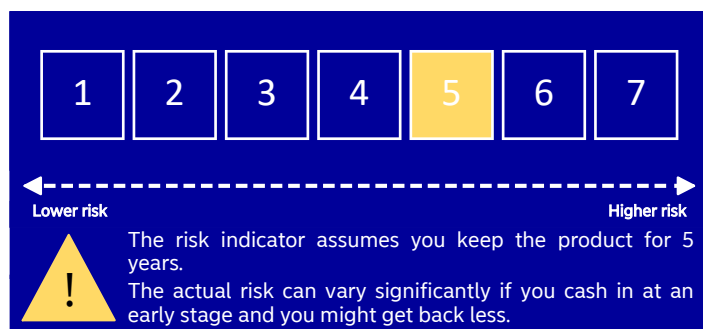 1 2 3 4 5 6 7
Lower risk Higher risk
The risk indicator assumes you keep the product for 5
years.
The actual risk can vary significantly if you cash in at an
early stage and you might get back less.
!